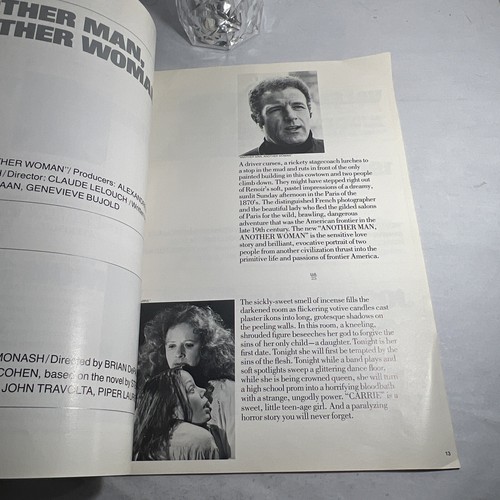 THER MAN,
THER WOMA
HER WOMAN"/ Producers: ALEXAND
/Director: CLAUDE LELOUCH / Written
AAN, GENEVIEVE BUJOLD
A driver curses, a rickety stagecoach lurches to
a stop in the mud and ruts in front of the only
painted building in this cowtown and two people
climb down. They might have stepped right out
of Renoir's soft, pastel impressions of a dreamy,
sunlit Sunday afternoon in the Paris of the
1870's. The distinguished French photographer
and the beautiful lady who fled the gilded salons
of Paris for the wild, brawling, dangerous
adventure that was the American frontier in the
late 19th century. The new "ANOTHER MAN,
ANOTHER WOMAN" is the sensitive love
story and brilliant, evocative portrait of two
people from another civilization thrust into the
primitive life and passions of frontier America.
MONASH/Directed by BRIAN DeP
COHEN, based on the novel by STE
JOHN TRAVOLTA, PIPER LAUR
The sickly-sweet smell of incense fills the
darkened room as flickering votive candles cast
plaster ikons into long, grotesque shadows on
the peeling walls. In this room, a kneeling,
shrouded figure beseeches her god to forgive the
sins of her only child—a daughter. Tonight is her
first date. Tonight she will first be tempted by the
sins of the flesh. Tonight while a band plays and
soft spotlights sweep a glittering dance floor,
while she is being crowned queen, she will turn
a high school prom into a horrifying bloodbath
with a strange, ungodly power. "CARRIE" is a
sweet, little teen-age girl. And a paralyzing
horror story you will never forget.
13